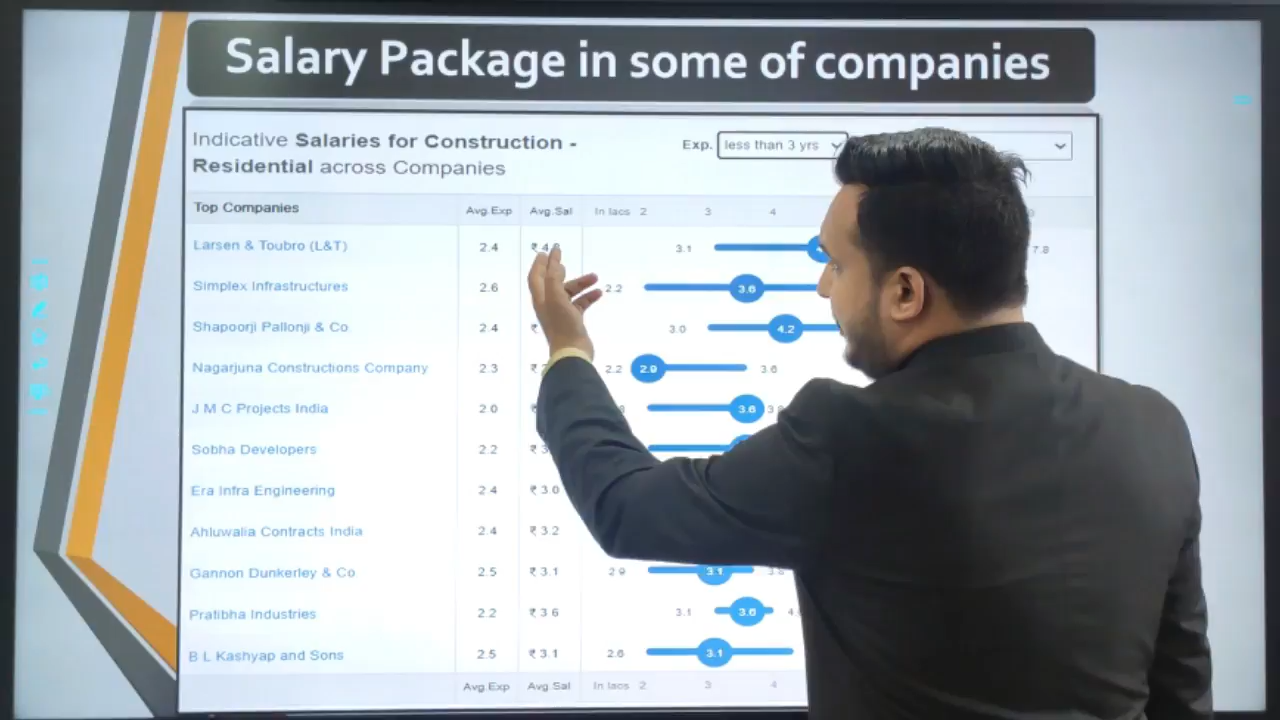 Salary Package in some of companies
Indicative Salaries for Construction -
Residential across Companies
Exp. less than 3 yrs
Top Companies Avg.Exp Avg.Sal In lacs 2 3 4
Larsen & Toubro (L&T) 2.4 ₹ 3.1 7.8
Simplex Infrastructures 2.6 2.2 3.6
Shapoorji Pallonji & Co 2.4 ₹ 3.0 4.2
Nagarjuna Constructions Company 2.3 ₹ 2.2 2.9 3.6
J M C Projects India 2.0 3.6
Sobha Developers 2.2 ₹
Era Infra Engineering 2.4 ₹ 3.0
Ahluwalia Contracts India 2.4 ₹ 3.2
Gannon Dunkerley & Co 2.5 ₹ 3.1 2.9 3.1
Pratibha Industries 2.2 ₹ 3.6 3.1 3.6
B L Kashyap and Sons 2.5 ₹ 3.1 2.6 3.1
Avg.Exp Avg.Sal In lacs 2 3 4